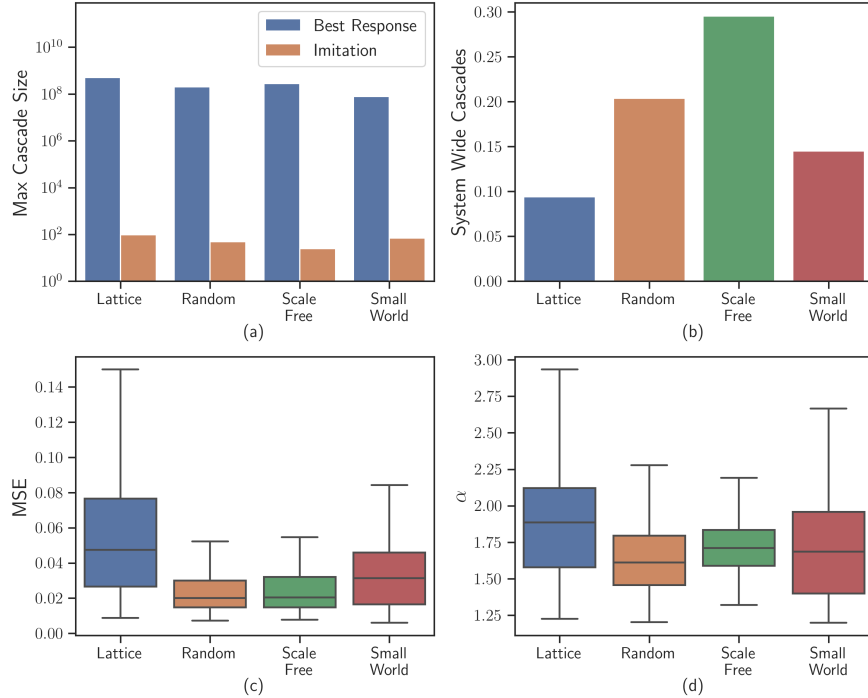 Max Cascade Size
10^10
10^8
10^6
10^4
10^2
10^0
Best Response
Imitation
Lattice
Random
Scale
Free
Small
World
(a)
System Wide Cascades
0.30
0.25
0.20
0.15
0.10
0.05
0.00
Lattice
Random
Scale
Free
Small
World
(b)
MSE
0.14
0.12
0.10
0.08
0.06
0.04
0.02
0.00
Lattice
Random
Scale
Free
Small
World
(c)
α
3.00
2.75
2.50
2.25
2.00
1.75
1.50
1.25
Lattice
Random
Scale
Free
Small
World
(d)